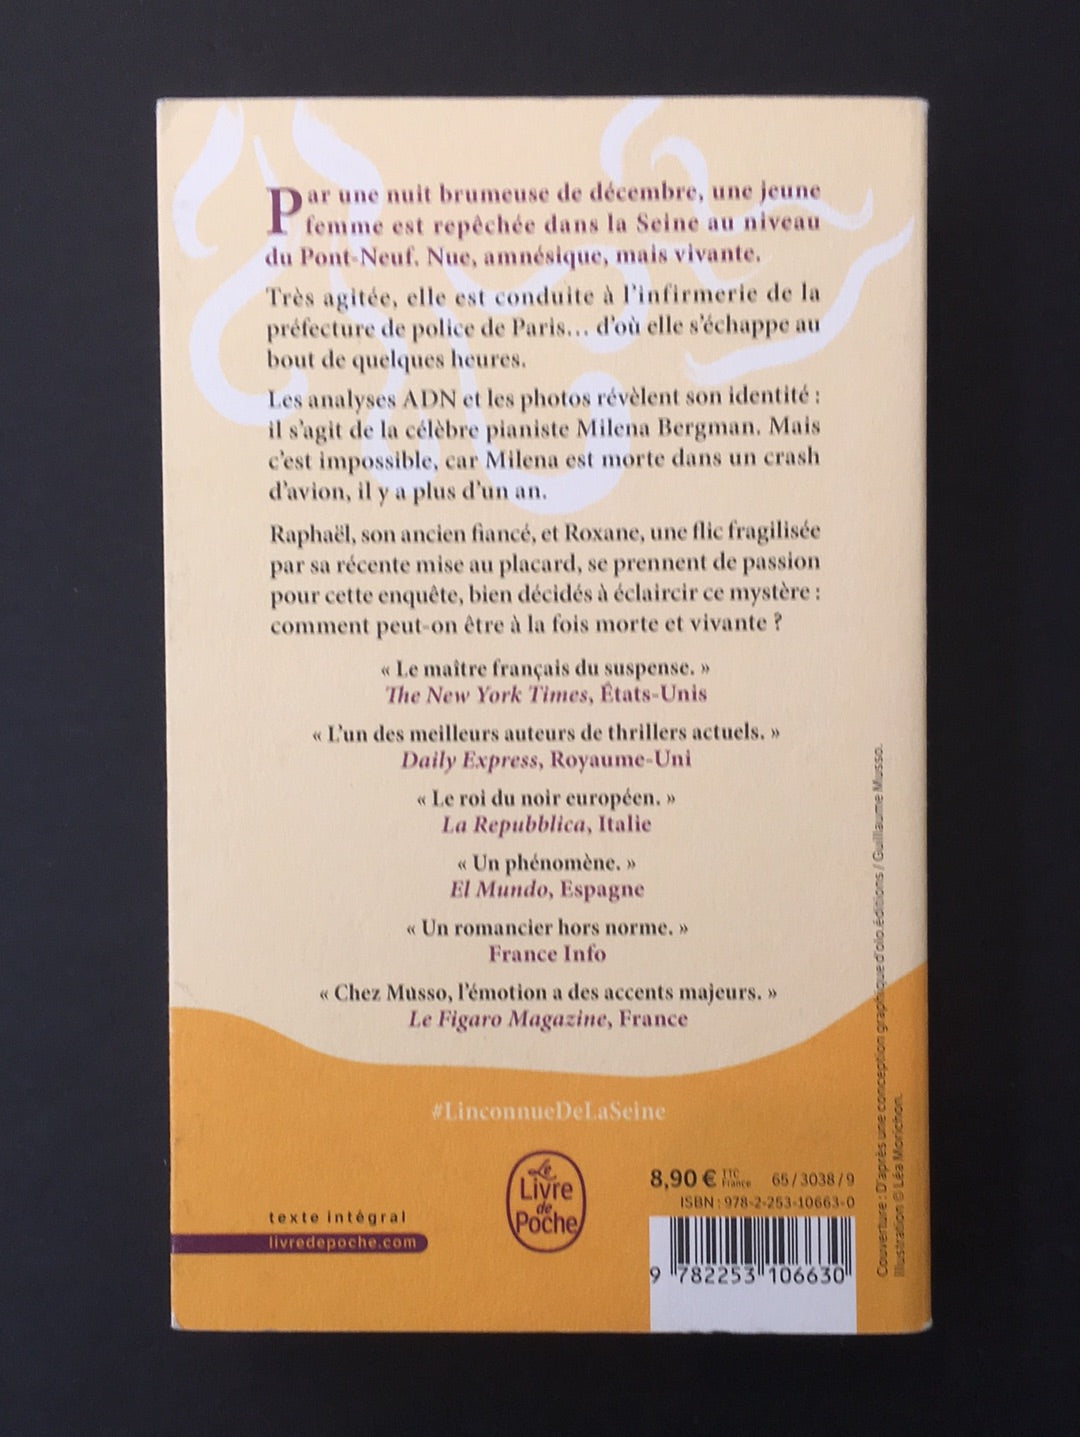 Par une nuit brumeuse de décembre, une jeune
femme est repêchée dans la Seine au niveau
du Pont-Neuf. Nue, amnésique, mais vivante.
Très agitée, elle est conduite à l'infirmerie de la
préfecture de police de Paris... d'où elle s'échappe au
bout de quelques heures.
Les analyses ADN et les photos révèlent son identité :
il s'agit de la célèbre pianiste Milena Bergman. Mais
c'est impossible, car Milena est morte dans un crash
d'avion, il y a plus d'un an.
Raphaël, son ancien fiancé, et Roxane, une flic fragilisée
par sa récente mise au placard, se prennent de passion
pour cette enquête, bien décidés à éclaircir ce mystère :
comment peut-on être à la fois morte et vivante ?
« Le maître français du suspense. »
The New York Times, États-Unis
« L'un des meilleurs auteurs de thrillers actuels. »
Daily Express, Royaume-Uni
« Le roi du noir européen. »
La Repubblica, Italie
« Un phénomène. »
El Mundo, Espagne
« Un romancier hors norme. »
France Info
« Chez Musso, l'émotion a des accents majeurs. »
Le Figaro Magazine, France
#LinconnueDeLaSeine
texte intégral
livredepoche.com
Le
Livre
de
Poche
8,90 € TTC France 65/3038/9
ISBN : 978-2-253-10663-0
9 782253 106630
Couverture : D'après une conception graphique d'olo.éditions / Guillaume Musso.
Illustration © Léa Morichon.